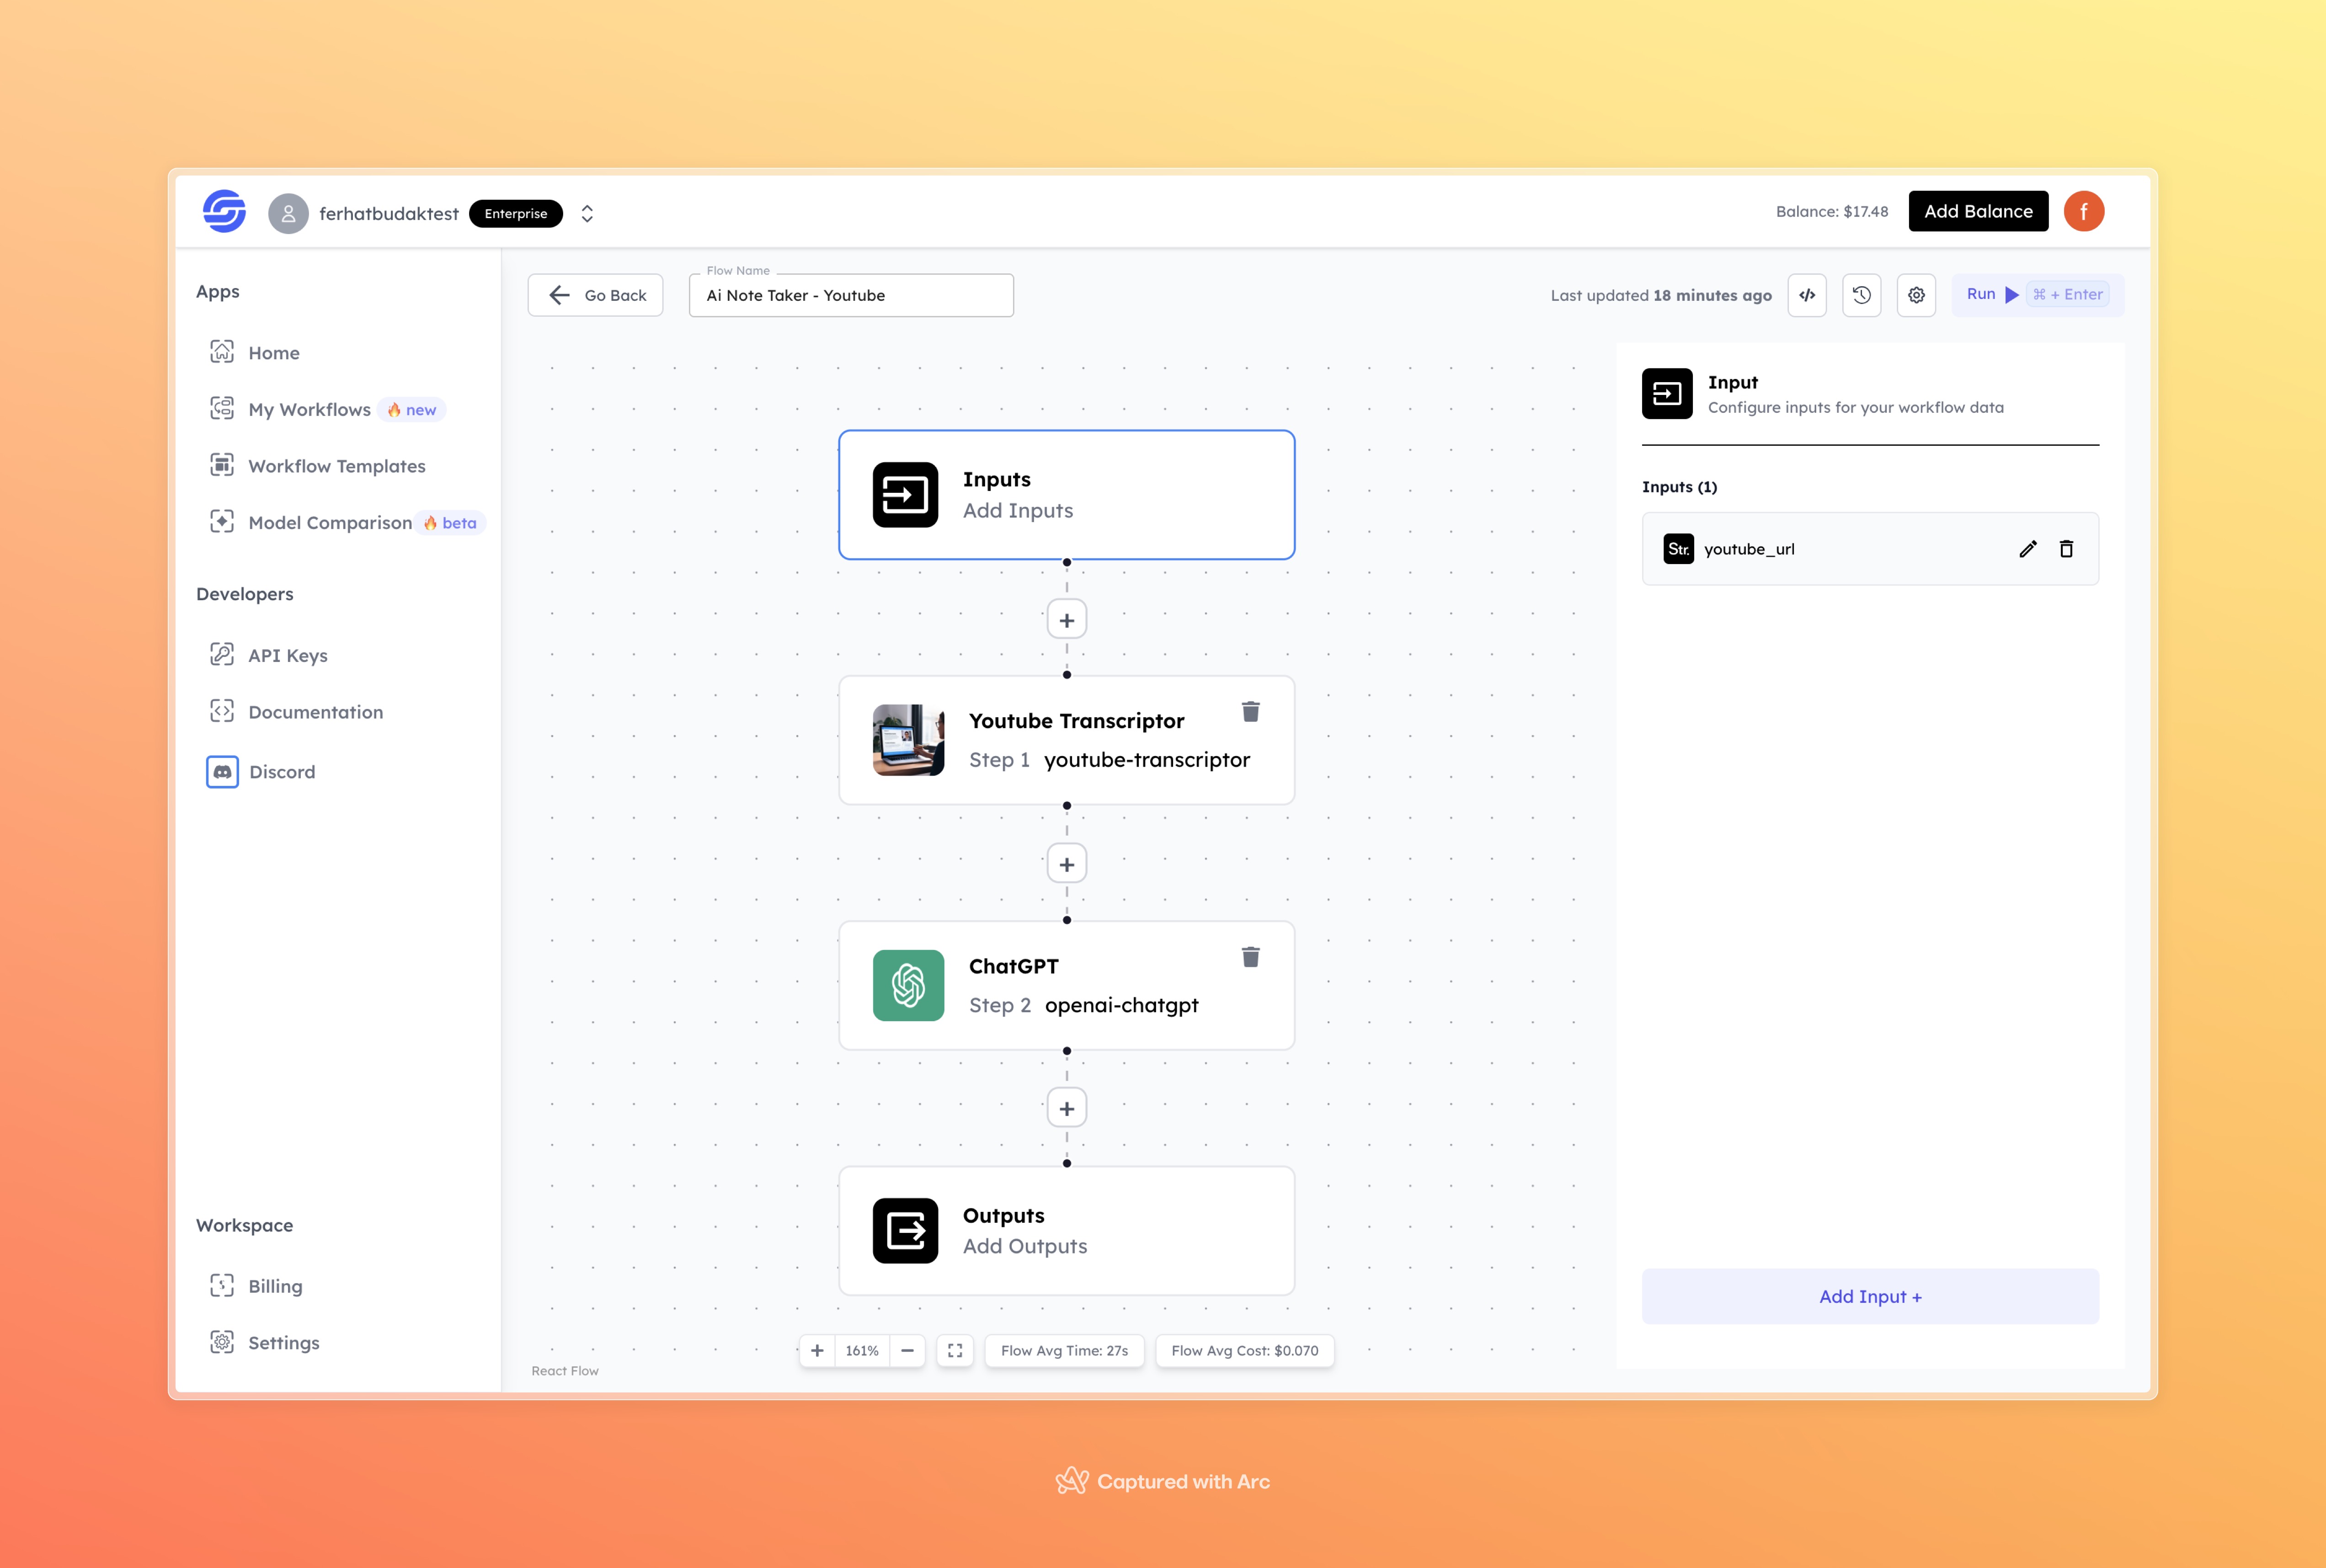 ferhatbudaktest Enterprise
Balance: $17.48 Add Balance f
Apps
Home
My Workflows 🔥 new
Workflow Templates
Model Comparison 🔥 beta
Developers
API Keys
Documentation
Discord
Workspace
Billing
Settings
Go Back
Flow Name
Ai Note Taker - Youtube
Last updated 18 minutes ago
Run ⌘ + Enter
Inputs
Add Inputs
+
Youtube Transcriptor
Step 1 youtube-transcriptor
+
ChatGPT
Step 2 openai-chatgpt
+
Outputs
Add Outputs
+ 161% −
Flow Avg Time: 27s
Flow Avg Cost: $0.070
React Flow
Input
Configure inputs for your workflow data
Inputs (1)
Str. youtube_url
Add Input +
Captured with Arc